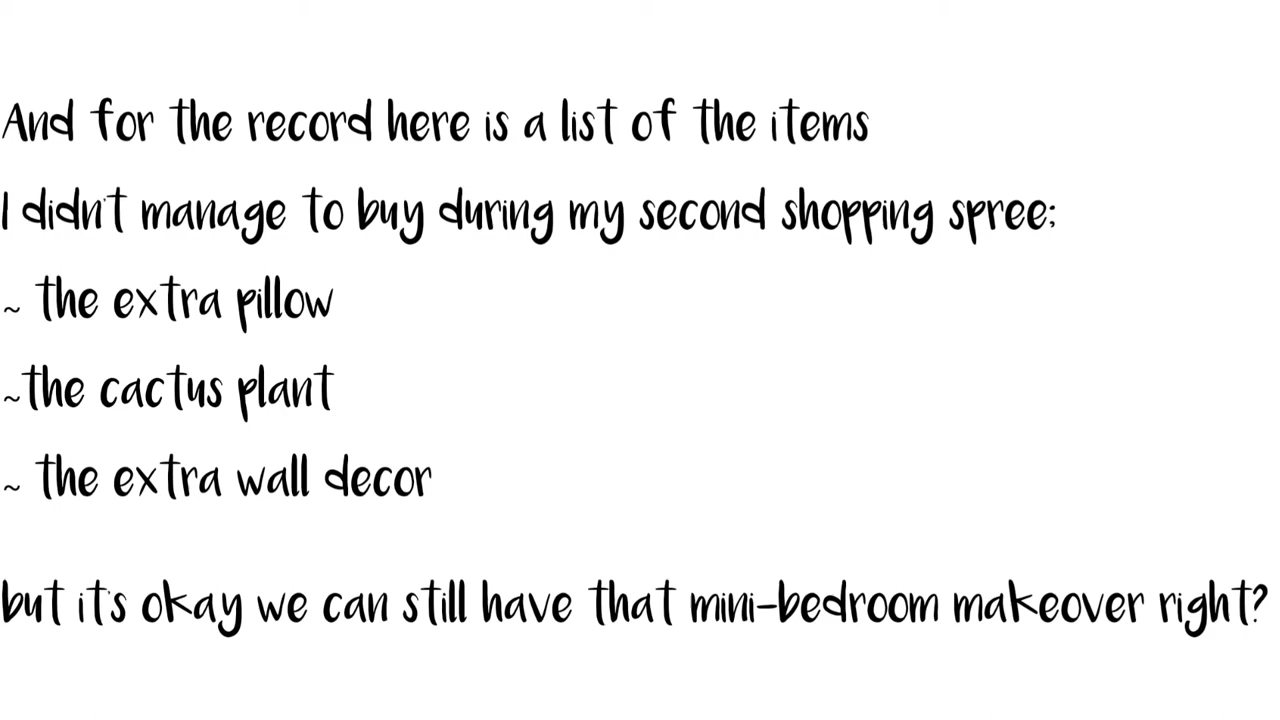 And for the record here is a list of the items
I didn't manage to buy during my second shopping spree;
~ the extra pillow
~the cactus plant
~ the extra wall decor
but it's okay we can still have that mini-bedroom makeover right?